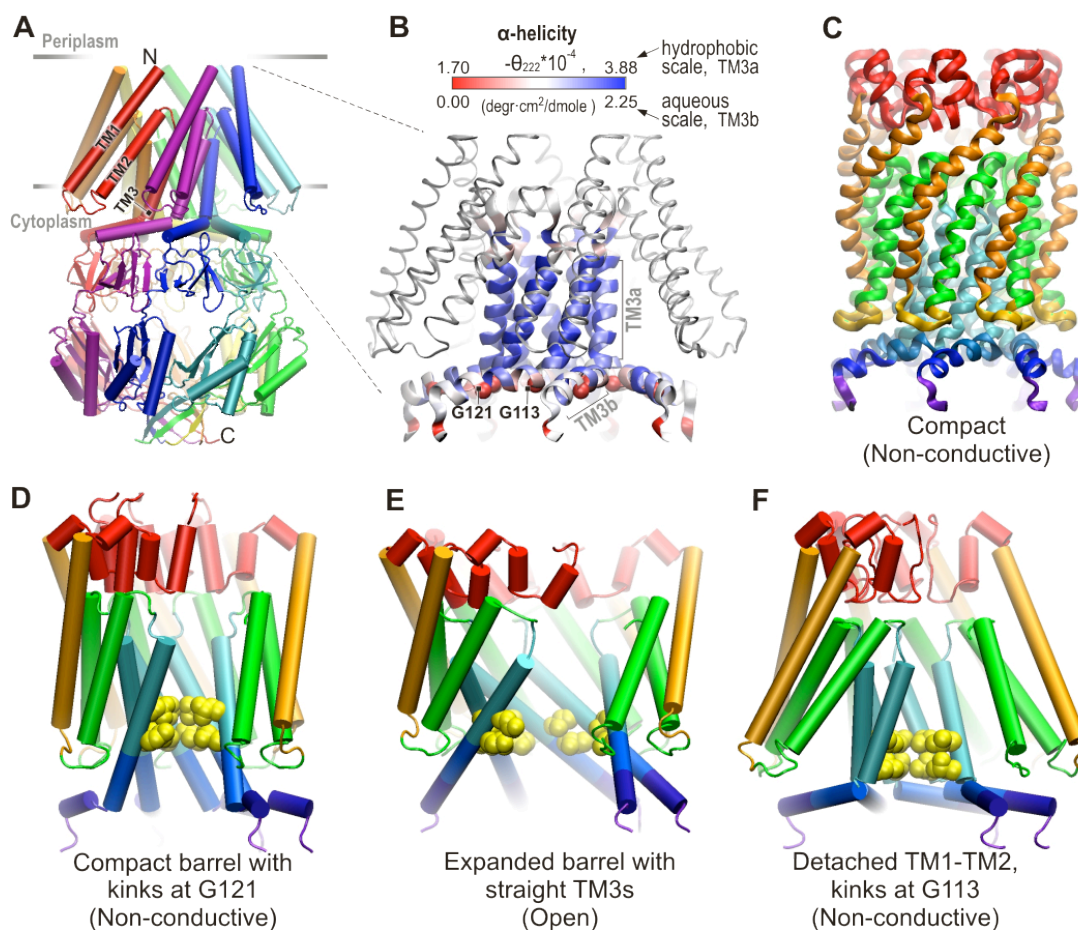 A
Periplasm
N
TM1
TM2
TM3
Cytoplasm
C
B
α-helicity
-Θ222*10-4 ,
1.70
3.88
0.00
(degr·cm2/dmole )
2.25
hydrophobic
scale, TM3a
aqueous
scale, TM3b
TM3a
G121
G113
TM3b
C
Compact
(Non-conductive)
D
Compact barrel with
kinks at G121
(Non-conductive)
E
Expanded barrel with
straight TM3s
(Open)
F
Detached TM1-TM2,
kinks at G113
(Non-conductive)